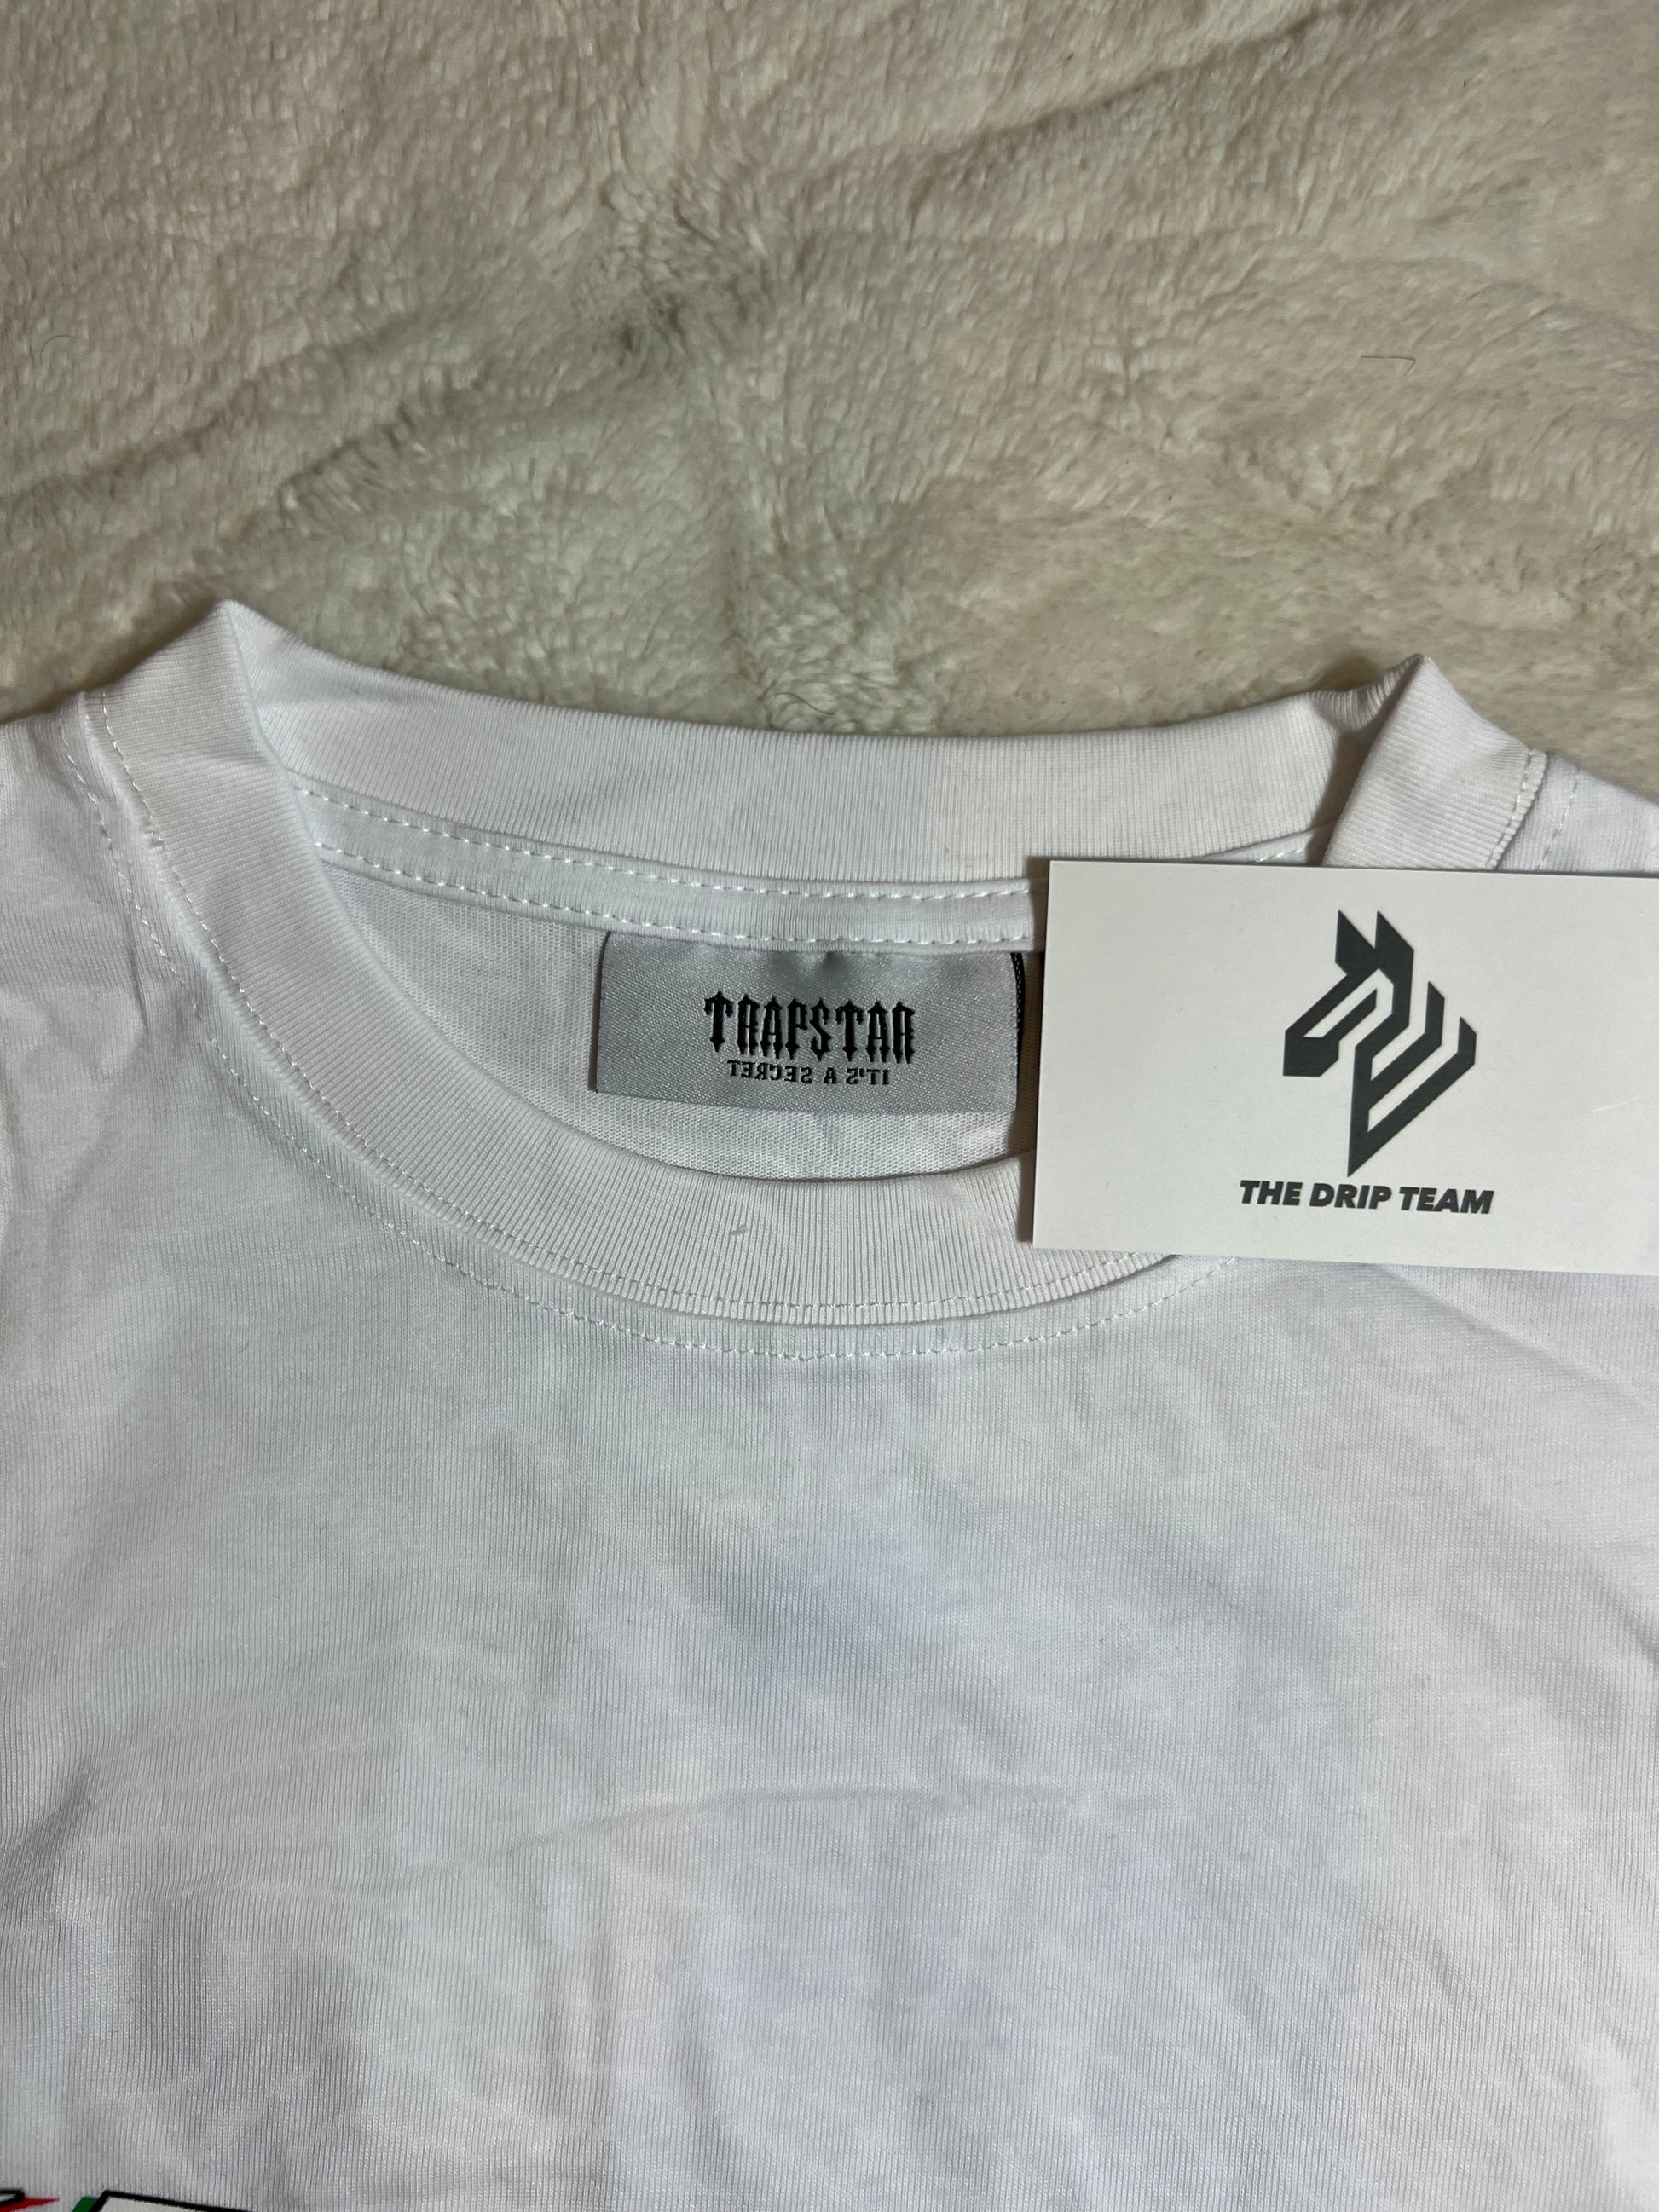 TRAPSTAR
IT'S A SECRET
THE DRIP TEAM